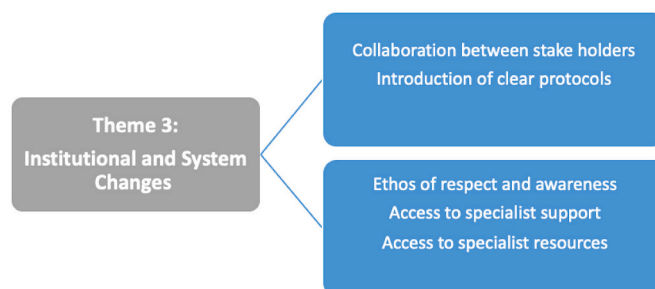 Theme 3:
Institutional and System
Changes
Collaboration between stake holders
Introduction of clear protocols
Ethos of respect and awareness
Access to specialist support
Access to specialist resources